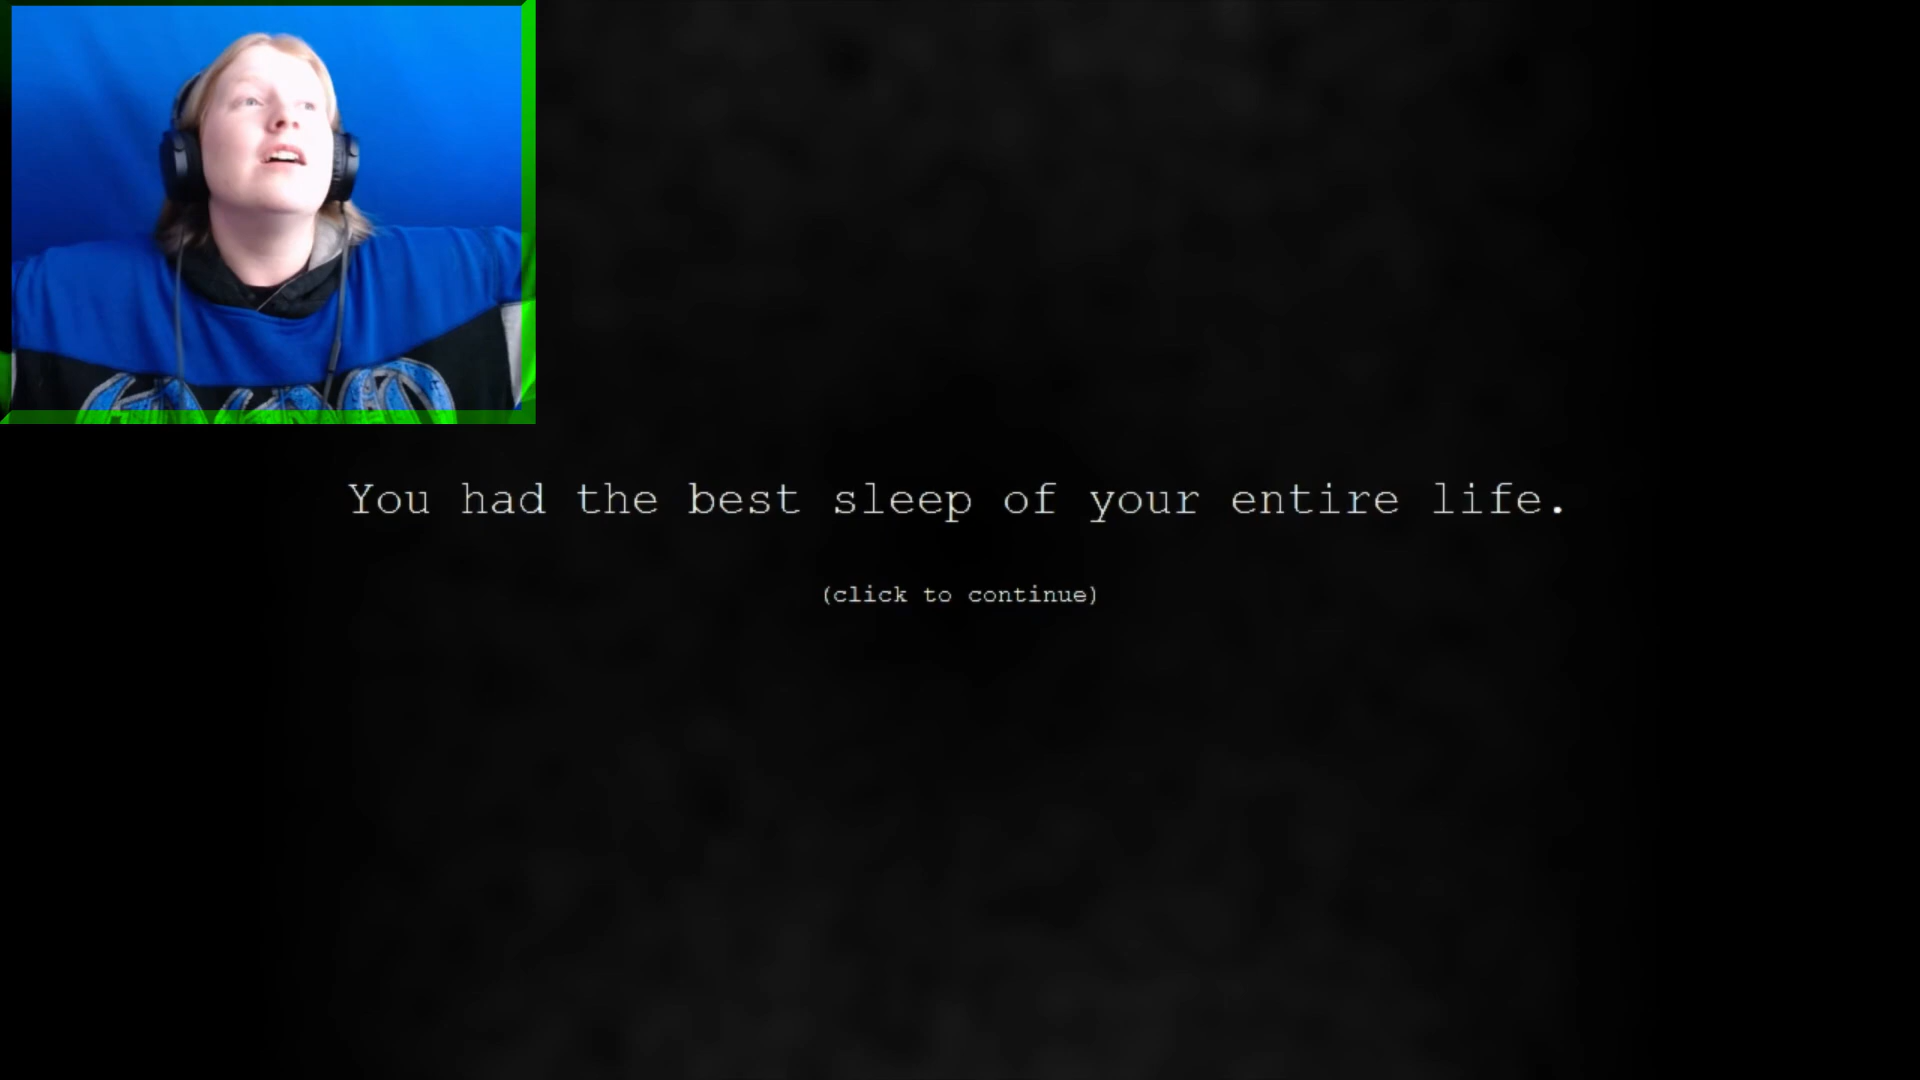 You had the best sleep of your entire life.
(click to continue)